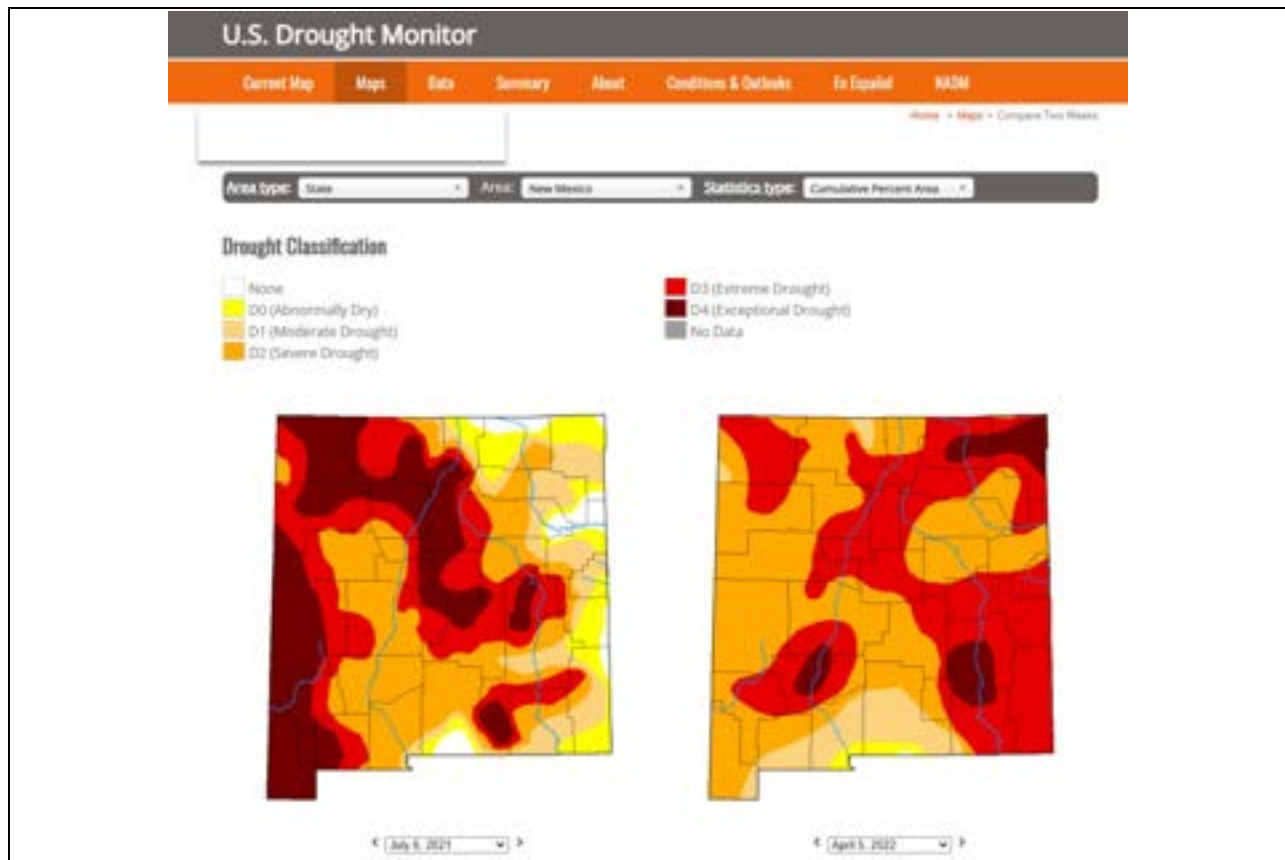 U.S. Drought Monitor
Current Map Maps Data Summary About Conditions & Outlooks En Español NADM
Home > Maps > Compare Two Weeks
Area type: State Area: New Mexico Statistics type: Cumulative Percent Area
Drought Classification
None
D0 (Abnormally Dry)
D1 (Moderate Drought)
D2 (Severe Drought)
D3 (Extreme Drought)
D4 (Exceptional Drought)
No Data
< July 6, 2021 >
< April 5, 2022 >